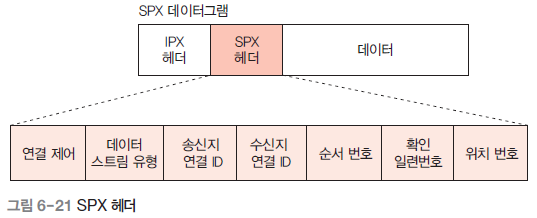 SPX 데이터그램
IPX
헤더
SPX
헤더
데이터
연결 제어
데이터
스트림 유형
송신지
연결 ID
수신지
연결 ID
순서 번호
확인
일련번호
위치 번호
그림 6-21 SPX 헤더